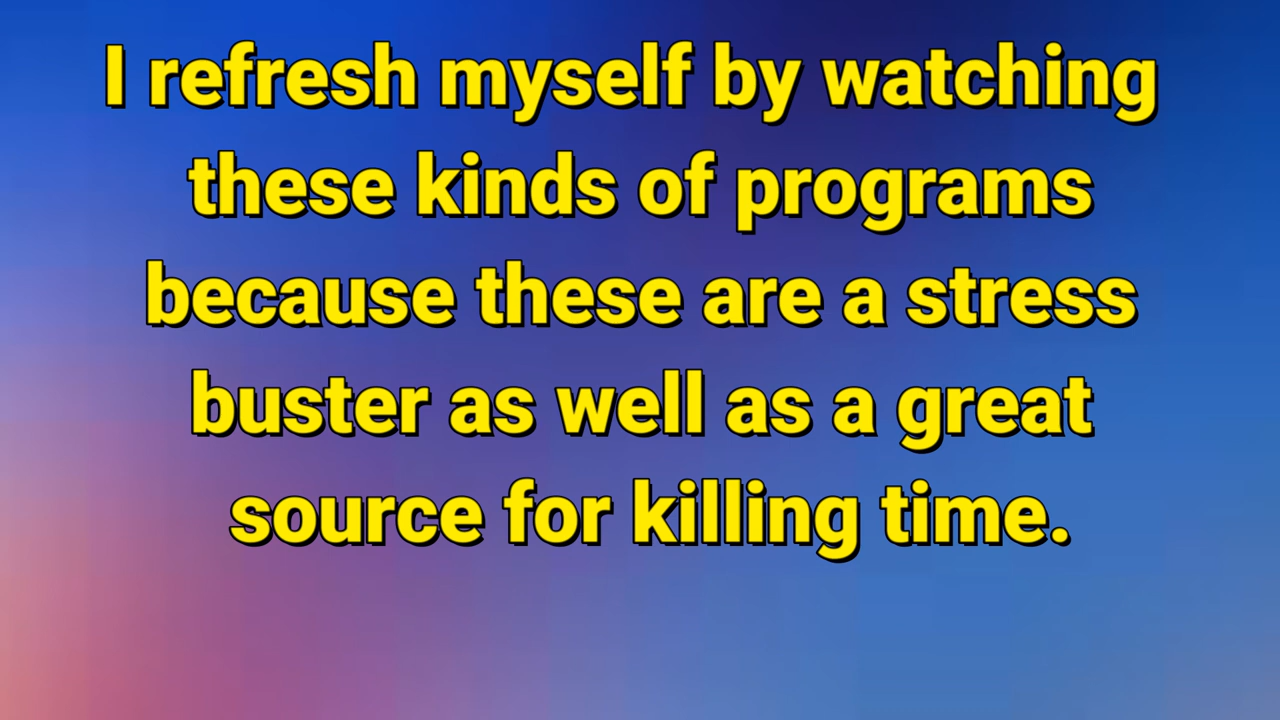 I refresh myself by watching
these kinds of programs
because these are a stress
buster as well as a great
source for killing time.